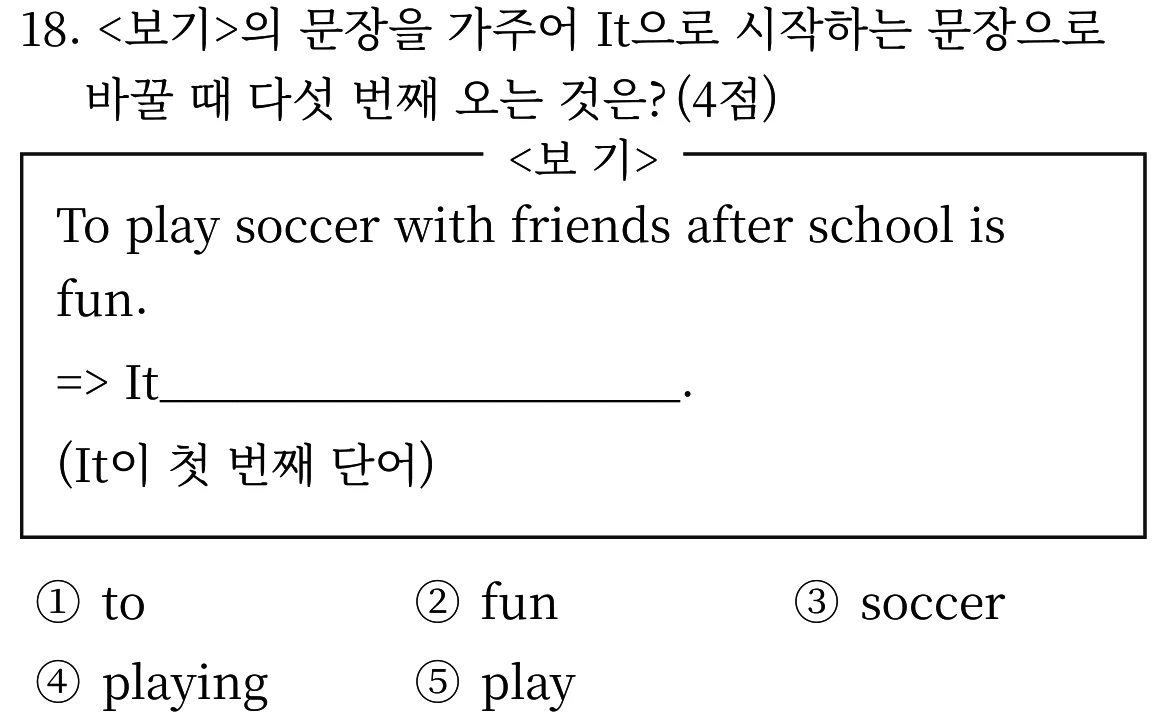 18. <보기>의 문장을 가주어 It으로 시작하는 문장으로
바꿀 때 다섯 번째 오는 것은?(4점)
<보 기>
To play soccer with friends after school is
fun.
=> It____________________.
(It이 첫 번째 단어)
① to ② fun ③ soccer
④ playing ⑤ play